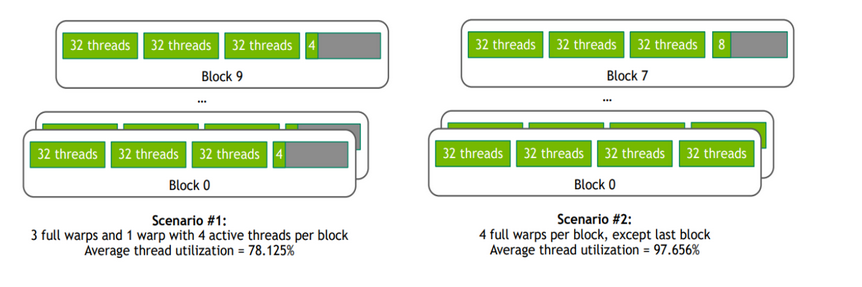 32 threads 32 threads 32 threads 4
Block 9
...
32 threads 32 threads 32 threads 4
Block 0
Scenario #1:
3 full warps and 1 warp with 4 active threads per block
Average thread utilization = 78.125%
32 threads 32 threads 32 threads 8
Block 7
...
32 threads 32 threads 32 threads 32 threads
Block 0
Scenario #2:
4 full warps per block, except last block
Average thread utilization = 97.656%